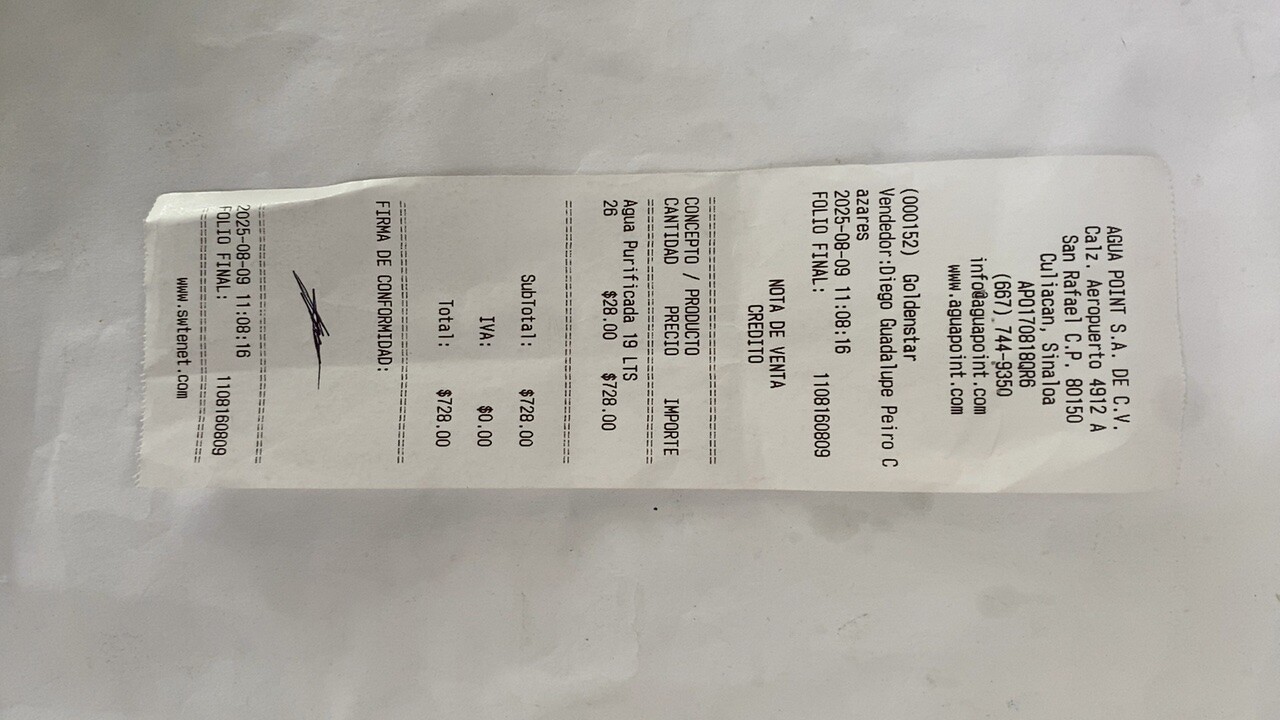 AGUA POINT S.A. DE C.V.
Calz. Aeropuerto 4912 A
San Rafael C.P. 80150
Culiacan, Sinaloa
APO170818QR6
(667) 744-9350
info@aguapoint.com
www.aguapoint.com
(000152) Goldenstar
Vendedor:Diego Guadalupe Peiro C
azares
2025-08-09 11:08:16
FOLIO FINAL: 1108160809
NOTA DE VENTA
CREDITO
================================
CONCEPTO / PRODUCTO
CANTIDAD PRECIO IMPORTE
================================
Agua Purificada 19 LTS
26 $28.00 $728.00
================================
SubTotal: $728.00
IVA: $0.00
Total: $728.00
================================
FIRMA DE CONFORMIDAD:
================================
2025-08-09 11:08:16
FOLIO FINAL: 1108160809
================================
www.swtenet.com